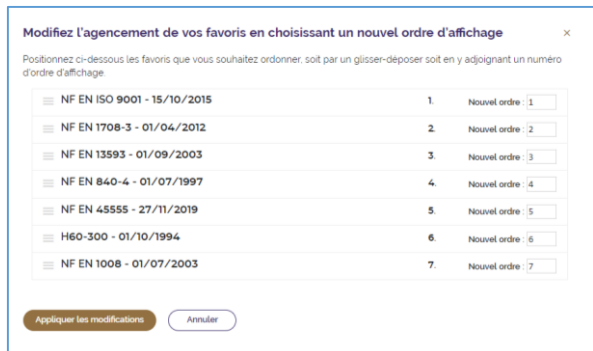 Modifiez l'agencement de vos favoris en choisissant un nouvel ordre d'affichage ×
Positionnez ci-dessous les favoris que vous souhaitez ordonner, soit par un glisser-déposer soit en y adjoignant un numéro
d'ordre d'affichage.
NF EN ISO 9001 - 15/10/2015 1. Nouvel ordre : 1
NF EN 1708-3 - 01/04/2012 2. Nouvel ordre : 2
NF EN 13593 - 01/09/2003 3. Nouvel ordre : 3
NF EN 840-4 - 01/07/1997 4. Nouvel ordre : 4
NF EN 45555 - 27/11/2019 5. Nouvel ordre : 5
H60-300 - 01/10/1994 6. Nouvel ordre : 6
NF EN 1008 - 01/07/2003 7. Nouvel ordre : 7
Appliquer les modifications Annuler